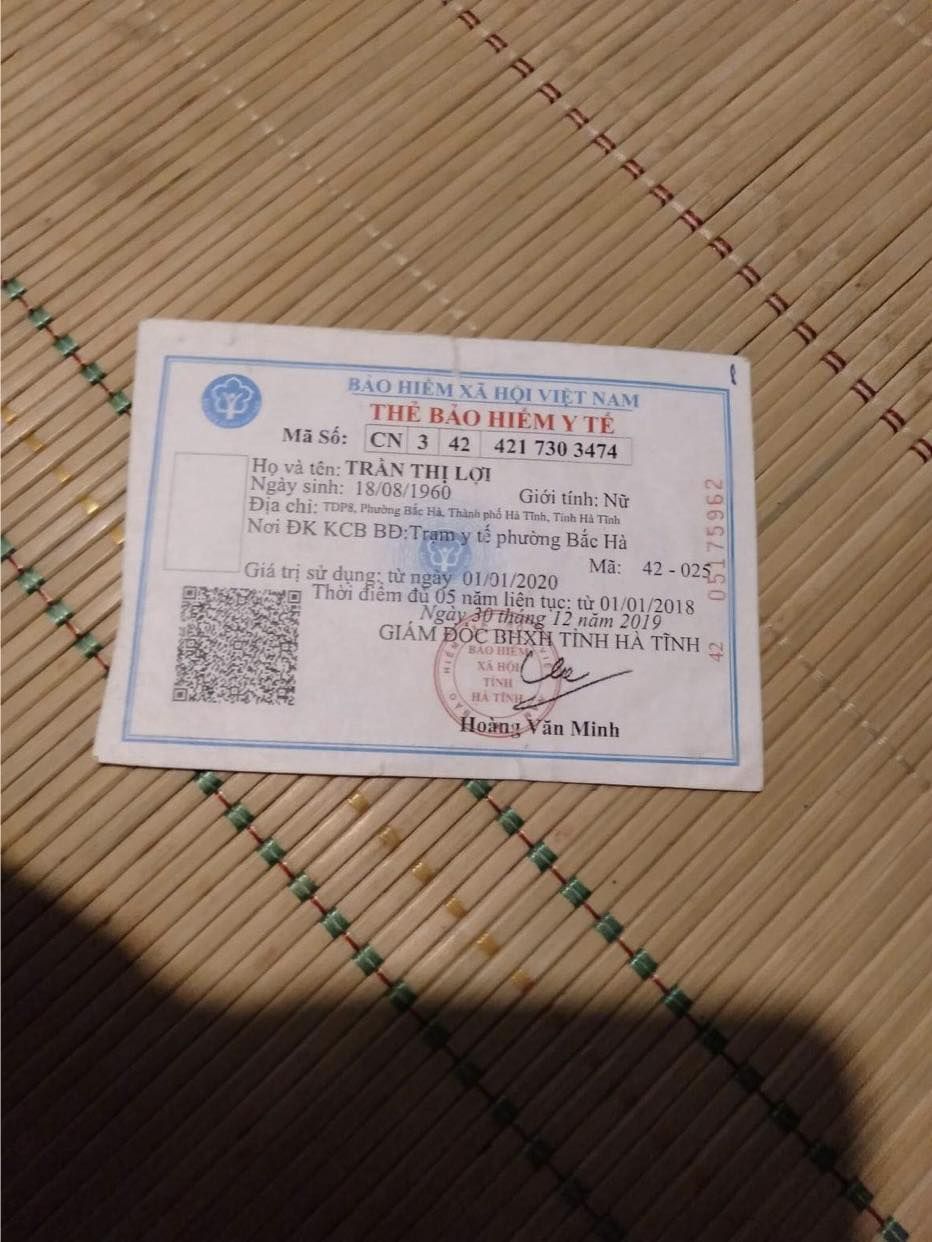 BẢO HIỂM XÃ HỘI VIỆT NAM
THẺ BẢO HIỂM Y TẾ
Mã Số: CN 3 42 421 730 3474
Họ và tên: TRẦN THỊ LỢI
Ngày sinh: 18/08/1960 Giới tính: Nữ
Địa chỉ: TDP8, Phường Bắc Hà, Thành phố Hà Tĩnh, Tỉnh Hà Tĩnh
Nơi ĐK KCB BĐ: Trạm y tế phường Bắc Hà
Mã: 42 - 025
Giá trị sử dụng: từ ngày 01/01/2020
Thời điểm đủ 05 năm liên tục: từ 01/01/2018
Ngày 30 tháng 12 năm 2019
GIÁM ĐỐC BHXH TỈNH HÀ TĨNH
BẢO HIỂM
XÃ HỘI
TỈNH
HÀ TĨNH
Hoàng Văn Minh
42 05175962